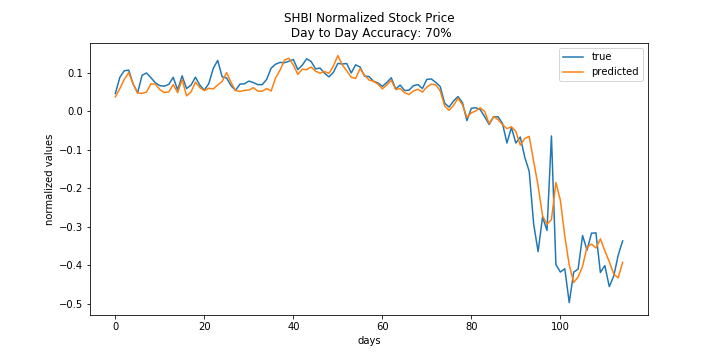 SHBI Normalized Stock Price
Day to Day Accuracy: 70%
true
predicted
normalized values
0.1
0.0
−0.1
−0.2
−0.3
−0.4
−0.5
0 20 40 60 80 100
days